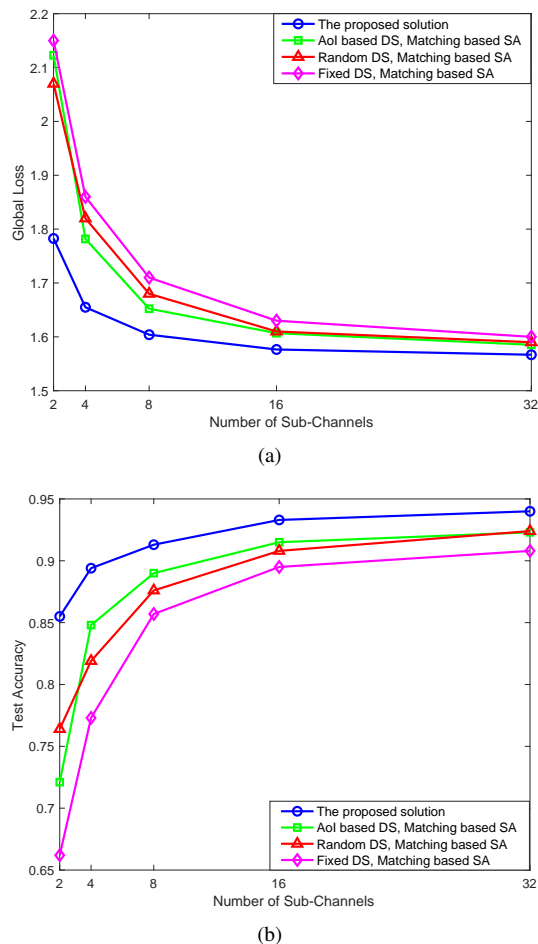 The proposed solution
AoI based DS, Matching based SA
Random DS, Matching based SA
Fixed DS, Matching based SA
2.2
2.1
2
1.9
1.8
1.7
1.6
1.5
Global Loss
2 4 8 16 32
Number of Sub-Channels
(a)
0.95
0.9
0.85
0.8
0.75
0.7
0.65
Test Accuracy
The proposed solution
AoI based DS, Matching based SA
Random DS, Matching based SA
Fixed DS, Matching based SA
2 4 8 16 32
Number of Sub-Channels
(b)